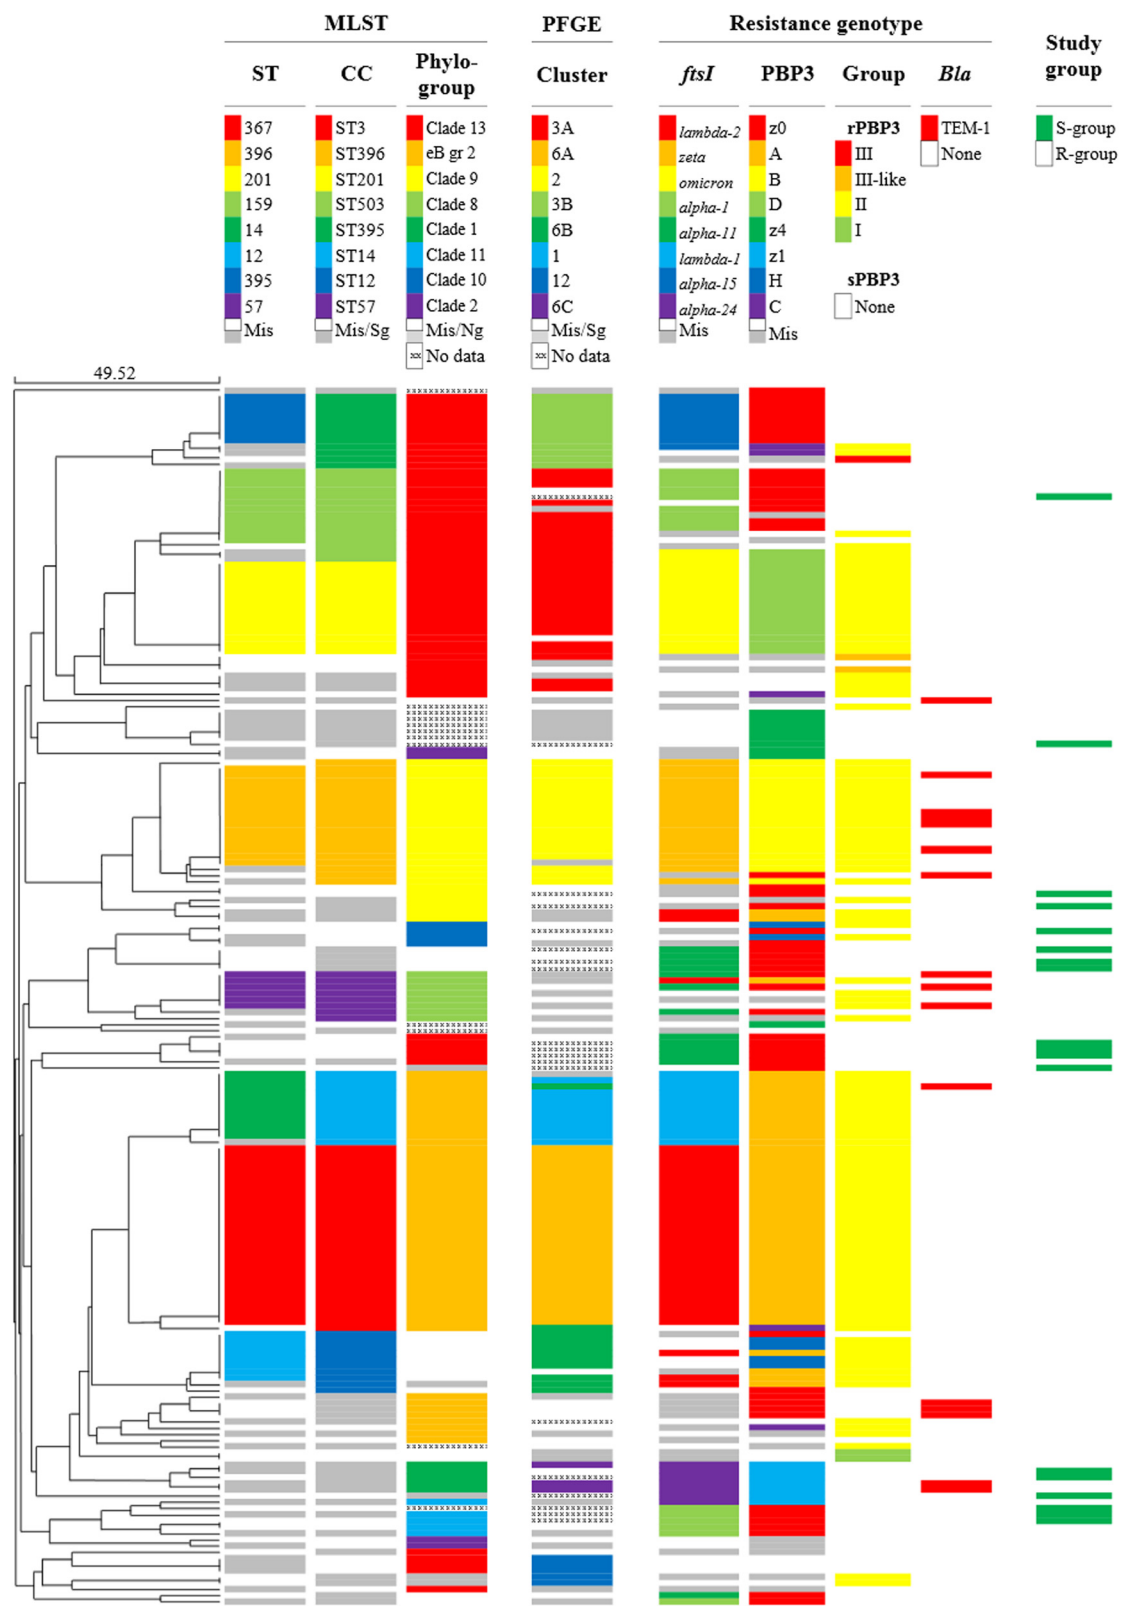 MLST PFGE Resistance genotype
Study group
ST CC Phylo-group Cluster ftsI PBP3 Group Bla
367 ST3 Clade 13 3A lambda-2 z0 rPBP3 TEM-1 S-group
396 ST396 eB gr 2 6A zeta A III None R-group
201 ST201 Clade 9 2 omicron B III-like
159 ST503 Clade 8 3B alpha-1 D II
14 ST395 Clade 1 6B alpha-11 z4 I
12 ST14 Clade 11 1 lambda-1 z1
395 ST12 Clade 10 12 alpha-15 H sPBP3
57 ST57 Clade 2 6C alpha-24 C None
Mis Mis/Sg Mis/Ng Mis/Sg Mis Mis
xx No data xx No data
49.52